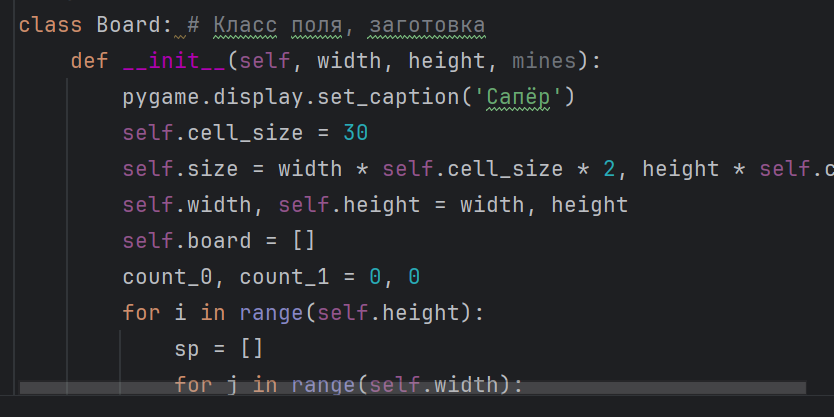 class Board: # Класс поля, заготовка
def __init__(self, width, height, mines):
pygame.display.set_caption('Сапёр')
self.cell_size = 30
self.size = width * self.cell_size * 2, height * self.c
self.width, self.height = width, height
self.board = []
count_0, count_1 = 0, 0
for i in range(self.height):
sp = []
for j in range(self.width):